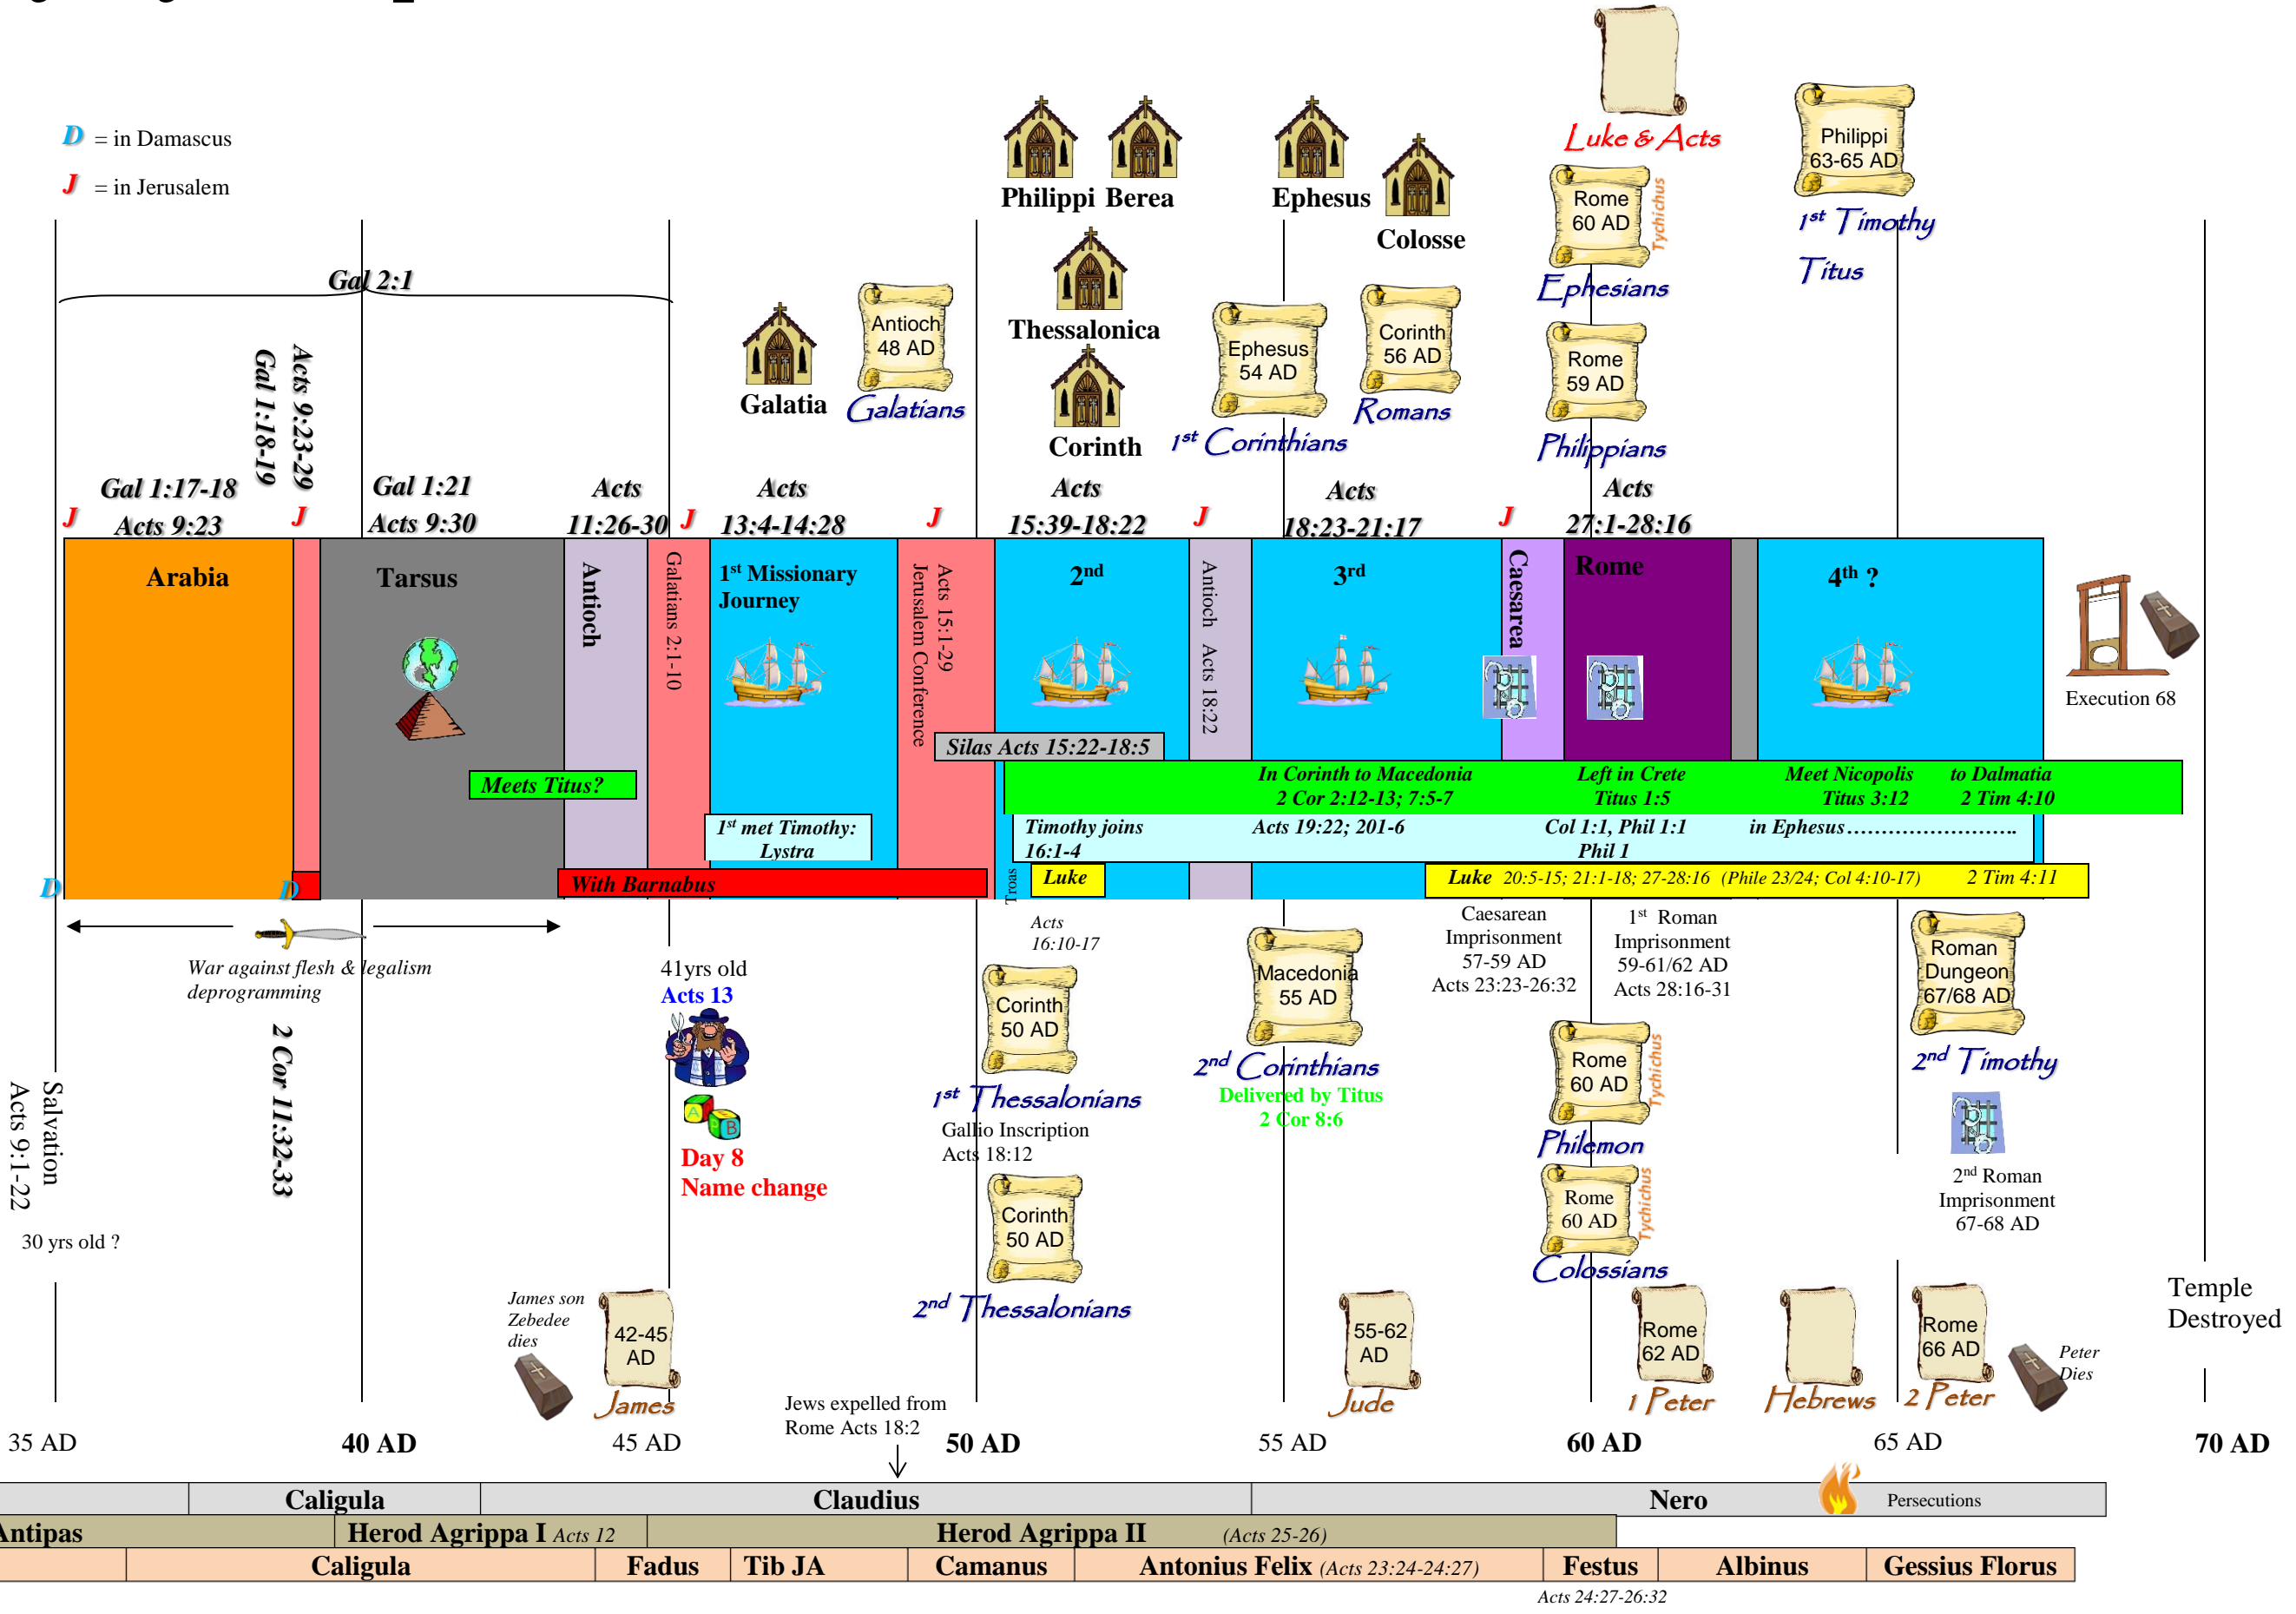 D = in Damascus
J = in Jerusalem
Luke & Acts
Philippi
63-65 AD
1st Timothy
Titus
Rome
60 AD
Tychichus
Ephesians
Rome
59 AD
Philippians
Philippi Berea
Thessalonica
Corinth
Ephesus
Colosse
Ephesus
54 AD
1st Corinthians
Corinth
56 AD
Romans
Galatia
Antioch
48 AD
Galatians
Gal 2:1
Gal 1:18-19
Acts 9:23-29
Gal 1:17-18
Acts 9:23
Gal 1:21
Acts 9:30
Acts
11:26-30
Acts
13:4-14:28
Acts
15:39-18:22
Acts
18:23-21:17
Acts
27:1-28:16
J
J
J
J
J
J
Arabia
Tarsus
Antioch
Galatians 2:1-10
1st Missionary
Journey
Acts 15:1-29
Jerusalem Conference
2nd
Antioch Acts 18:22
3rd
Caesarea
Rome
4th ?
Execution 68
Silas Acts 15:22-18:5
Meets Titus?
In Corinth to Macedonia
2 Cor 2:12-13; 7:5-7
Left in Crete
Titus 1:5
Meet Nicopolis
Titus 3:12
to Dalmatia
2 Tim 4:10
1st met Timothy:
Lystra
Timothy joins
16:1-4
Acts 19:22; 201-6
Col 1:1, Phil 1:1
Phil 1
in Ephesus……………………..
D
D
With Barnabus
Troas
Luke
Luke 20:5-15; 21:1-18; 27-28:16 (Phile 23/24; Col 4:10-17) 2 Tim 4:11
War against flesh & legalism
deprogramming
2 Cor 11:32-33
Salvation
Acts 9:1-22
30 yrs old ?
41yrs old
Acts 13
A
B
Day 8
Name change
Acts
16:10-17
Corinth
50 AD
1st Thessalonians
Gallio Inscription
Acts 18:12
Corinth
50 AD
2nd Thessalonians
Macedonia
55 AD
2nd Corinthians
Delivered by Titus
2 Cor 8:6
Caesarean
Imprisonment
57-59 AD
Acts 23:23-26:32
1st Roman
Imprisonment
59-61/62 AD
Acts 28:16-31
Rome
60 AD
Tychichus
Philemon
Rome
60 AD
Tychichus
Colossians
Roman
Dungeon
67/68 AD
2nd Timothy
2nd Roman
Imprisonment
67-68 AD
James son
Zebedee
dies
42-45
AD
James
55-62
AD
Jude
Rome
62 AD
1 Peter
Hebrews
Rome
66 AD
2 Peter
Peter
Dies
Temple
Destroyed
Jews expelled from
Rome Acts 18:2
35 AD 40 AD 45 AD 50 AD 55 AD 60 AD 65 AD 70 AD
Caligula Claudius Nero Persecutions
Antipas Herod Agrippa I Acts 12 Herod Agrippa II (Acts 25-26)
Caligula Fadus Tib JA Camanus Antonius Felix (Acts 23:24-24:27) Festus Albinus Gessius Florus
Acts 24:27-26:32